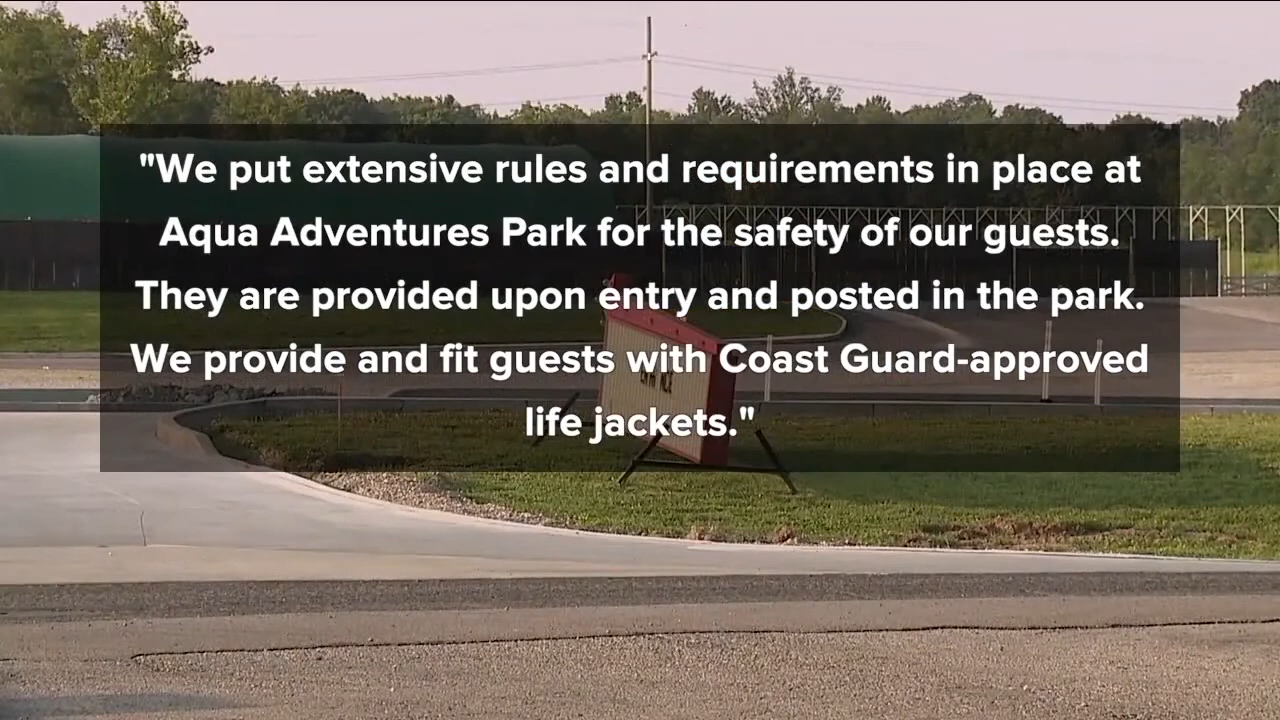 "We put extensive rules and requirements in place at
Aqua Adventures Park for the safety of our guests.
They are provided upon entry and posted in the park.
We provide and fit guests with Coast Guard-approved
life jackets."